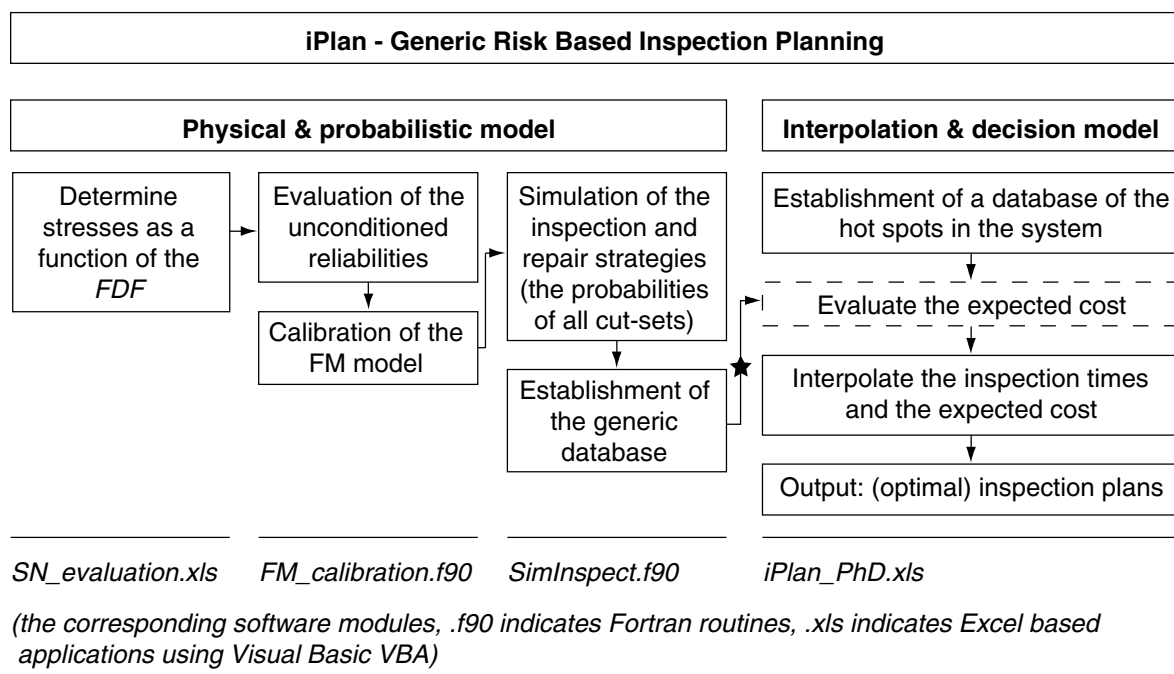 iPlan - Generic Risk Based Inspection Planning
Physical & probabilistic model
Interpolation & decision model
Determine
stresses as a
function of the
FDF
Evaluation of the
unconditioned
reliabilities
Calibration of the
FM model
Simulation of the
inspection and
repair strategies
(the probabilities
of all cut-sets)
Establishment of
the generic
database
Establishment of a database of the
hot spots in the system
Evaluate the expected cost
Interpolate the inspection times
and the expected cost
Output: (optimal) inspection plans
SN_evaluation.xls
FM_calibration.f90
SimInspect.f90
iPlan_PhD.xls
(the corresponding software modules, .f90 indicates Fortran routines, .xls indicates Excel based
applications using Visual Basic VBA)